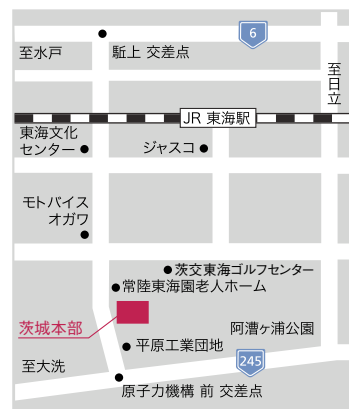 6
至水戸
駈上 交差点
至日立
JR 東海駅
東海文化
センター
ジャスコ
モトバイス
オガワ
茨交東海ゴルフセンター
常陸東海園老人ホーム
茨城本部
阿漕ヶ浦公園
平原工業団地
至大洗
245
原子力機構 前 交差点